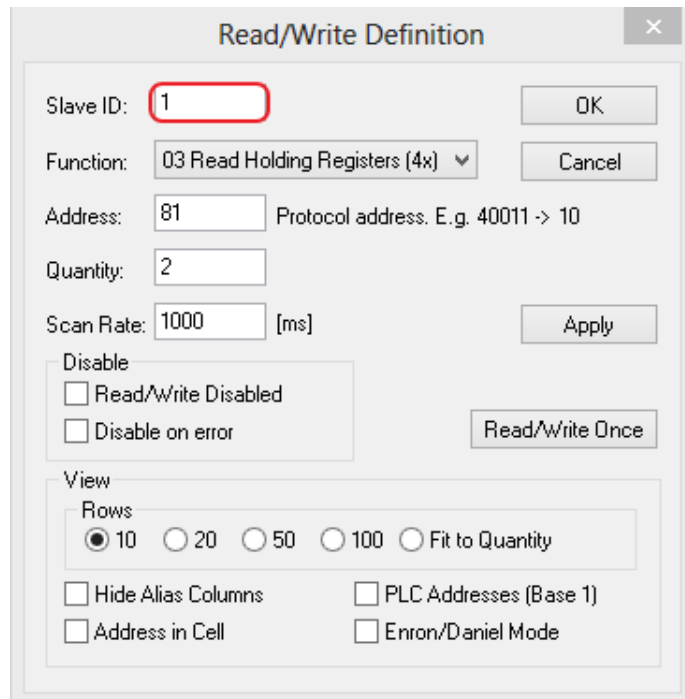 Read/Write Definition
Slave ID: 1 OK
Function: 03 Read Holding Registers (4x) Cancel
Address: 81 Protocol address. E.g. 40011 -> 10
Quantity: 2
Scan Rate: 1000 [ms] Apply
Disable
Read/Write Disabled
Disable on error Read/Write Once
View
Rows
10 20 50 100 Fit to Quantity
Hide Alias Columns PLC Addresses (Base 1)
Address in Cell Enron/Daniel Mode